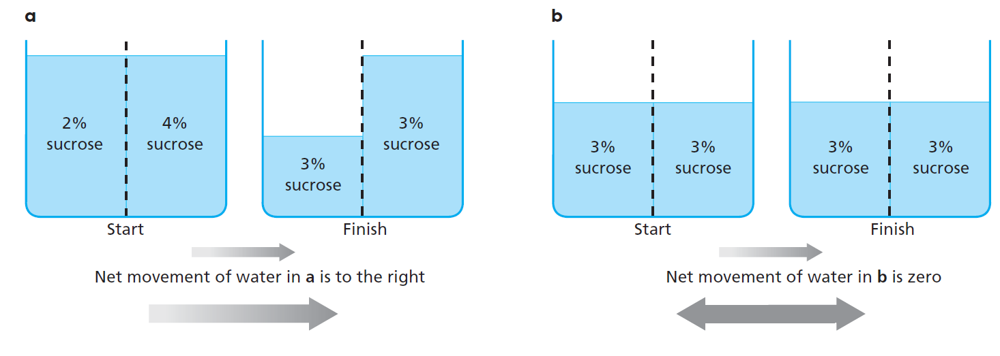 a
2%
sucrose
4%
sucrose
3%
sucrose
3%
sucrose
Start
Finish
Net movement of water in a is to the right
b
3%
sucrose
3%
sucrose
3%
sucrose
3%
sucrose
Start
Finish
Net movement of water in b is zero